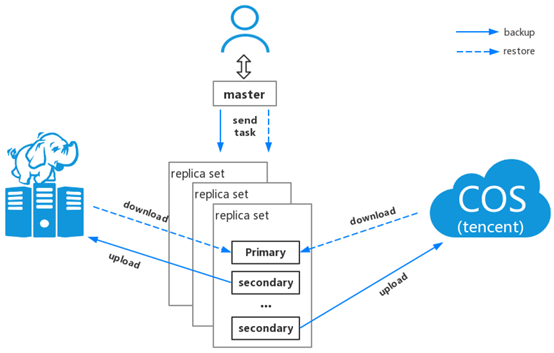 backup
restore
master
send
task
replica set
replica set
replica set
download
download
COS
(tencent)
Primary
upload
secondary
...
upload
secondary